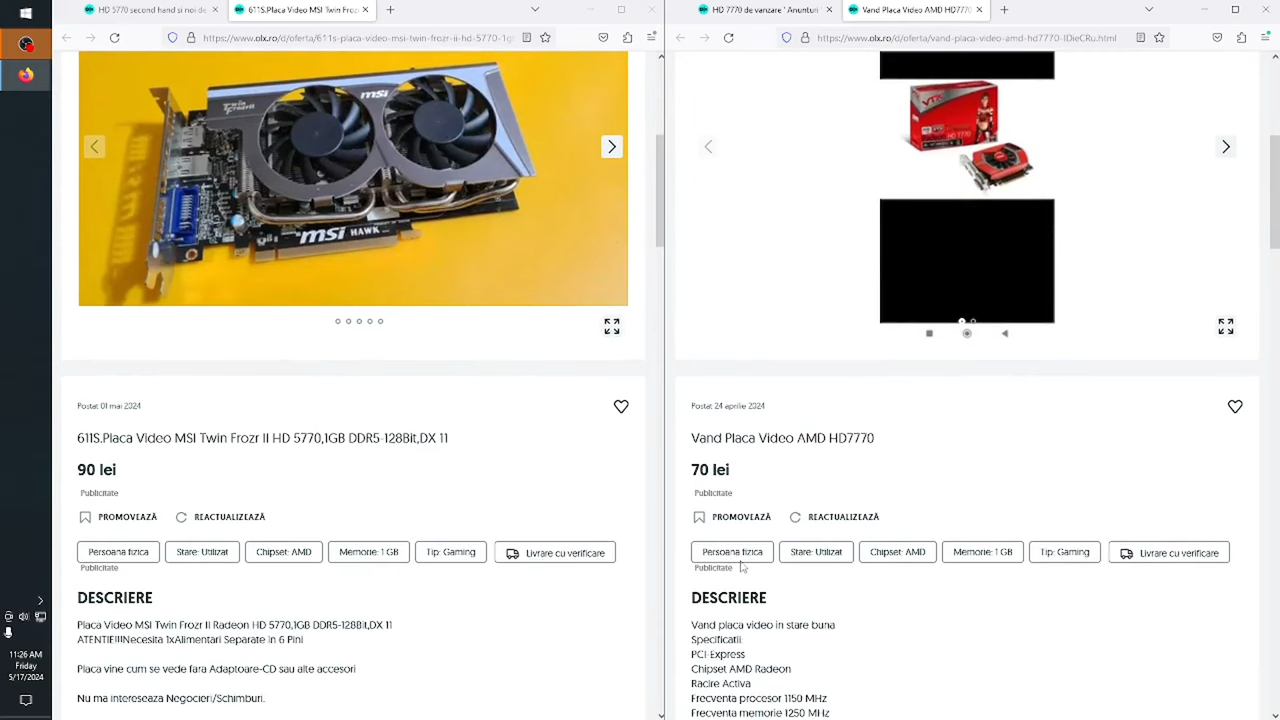 HD 5770 second hand si noi de
611S.Placa Video MSI Twin Froz
https://www.olx.ro/d/oferta/611s-placa-video-msi-twin-frozr-ii-hd-5770-1g
TWIN FROZR II
msi
msi HAWK
Postat 01 mai 2024
611S.Placa Video MSI Twin Frozr II HD 5770,1GB DDR5-128Bit,DX 11
90 lei
Publicitate
PROMOVEAZĂ REACTUALIZEAZĂ
Persoana fizica Stare: Utilizat Chipset: AMD Memorie: 1 GB Tip: Gaming Livrare cu verificare
Publicitate
DESCRIERE
Placa Video MSI Twin Frozr II Radeon HD 5770,1GB DDR5-128Bit,DX 11
ATENTIE!!!Necesita 1xAlimentari Separate in 6 Pini
Placa vine cum se vede fara Adaptoare-CD sau alte accesori
Nu ma intereseaza Negocieri/Schimburi.
HD 7770 de vanzare ' Anunturi
Vand Placa Video AMD HD7770
https://www.olx.ro/d/oferta/vand-placa-video-amd-hd7770-IDieCRu.html
HD 7770
Postat 24 aprilie 2024
Vand Placa Video AMD HD7770
70 lei
Publicitate
PROMOVEAZĂ REACTUALIZEAZĂ
Persoana fizica Stare: Utilizat Chipset: AMD Memorie: 1 GB Tip: Gaming Livrare cu verificare
Publicitate
DESCRIERE
Vand placa video in stare buna
Specificatii:
PCI Express
Chipset AMD Radeon
Racire Activa
Frecventa procesor 1150 MHz
Frecventa memorie 1250 MHz
11:26 AM
Friday
5/17/2024